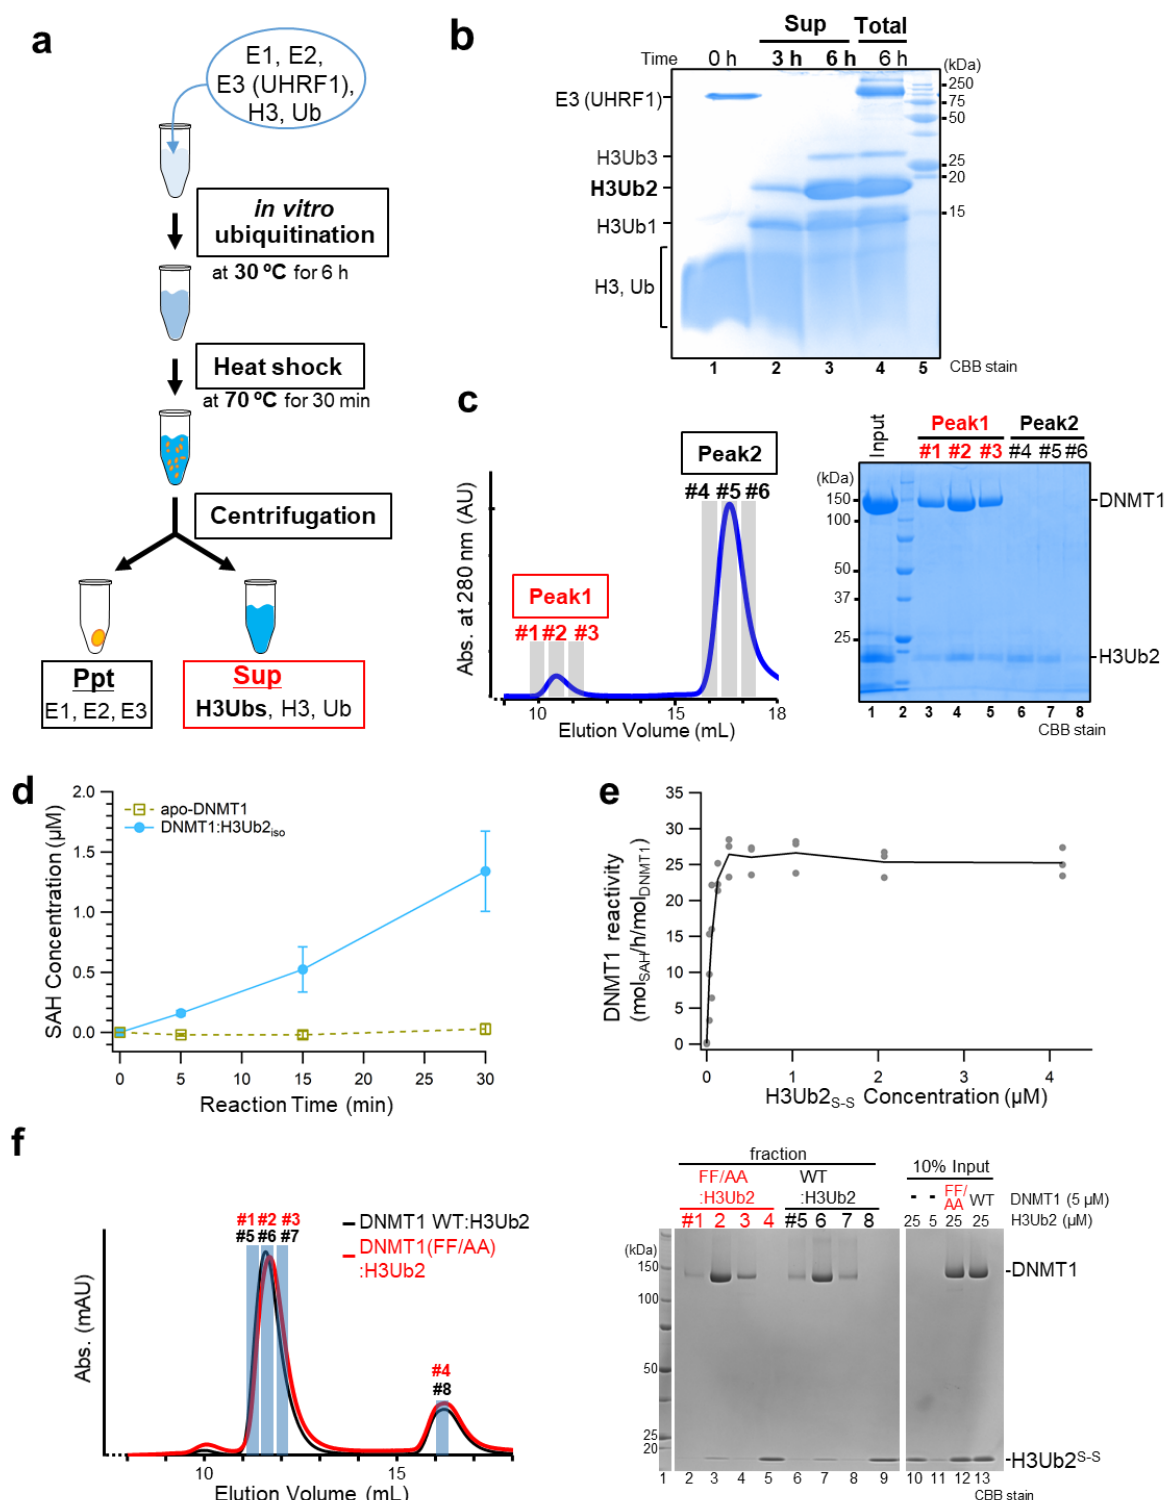 a
E1, E2,
E3 (UHRF1),
H3, Ub
in vitro
ubiquitination
at 30 ºC for 6 h
Heat shock
at 70 ºC for 30 min
Centrifugation
Ppt
E1, E2, E3
Sup
H3Ubs, H3, Ub
b
Sup Total
Time 0 h 3 h 6 h 6 h
(kDa)
E3 (UHRF1)
H3Ub3
H3Ub2
H3Ub1
H3, Ub
250
75
50
25
20
15
1 2 3 4 5 CBB stain
c
Abs. at 280 nm (AU)
Peak1
#1 #2 #3
Peak2
#4 #5 #6
10 15 18
Elution Volume (mL)
Input
Peak1 Peak2
#1 #2 #3 #4 #5 #6
(kDa)
150
100
50
37
25
DNMT1
H3Ub2
1 2 3 4 5 6 7 8
CBB stain
d
SAH Concentration (µM)
2.0
1.5
1.0
0.5
0.0
apo-DNMT1
DNMT1:H3Ub2iso
0 5 10 15 20 25 30
Reaction Time (min)
e
DNMT1 reactivity
(molSAH/h/molDNMT1)
35
30
25
20
15
10
5
0
0 1 2 3 4
H3Ub2S-S Concentration (µM)
f
Abs. (mAU)
#1 #2 #3
#5 #6 #7
DNMT1 WT:H3Ub2
DNMT1(FF/AA)
:H3Ub2
#4
#8
10 15
Elution Volume (mL)
fraction
FF/AA
:H3Ub2
WT
:H3Ub2
#1 2 3 4 #5 6 7 8
10% Input
- - FF/AA WT DNMT1 (5 µM)
25 5 25 25 H3Ub2 (µM)
(kDa)
150
100
50
25
20
DNMT1
H3Ub2S-S
1 2 3 4 5 6 7 8 9 10 11 12 13
CBB stain